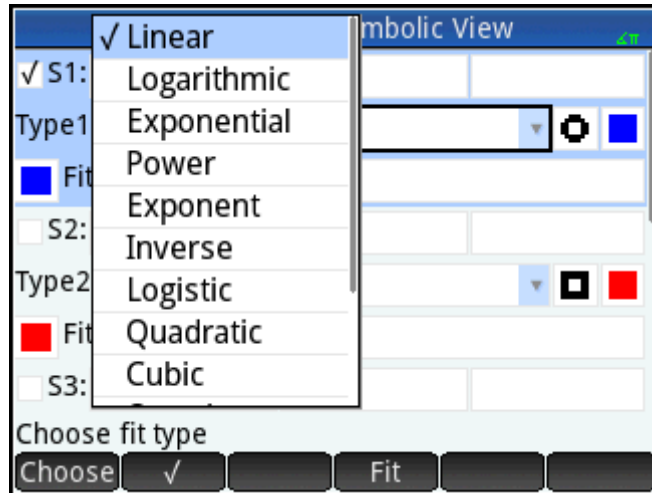 mbolic View ∡π
√ Linear
Logarithmic
Exponential
Power
Exponent
Inverse
Logistic
Quadratic
Cubic
√ S1:
Type1
Fit
S2:
Type2
Fit
S3:
Choose fit type
Choose √ Fit